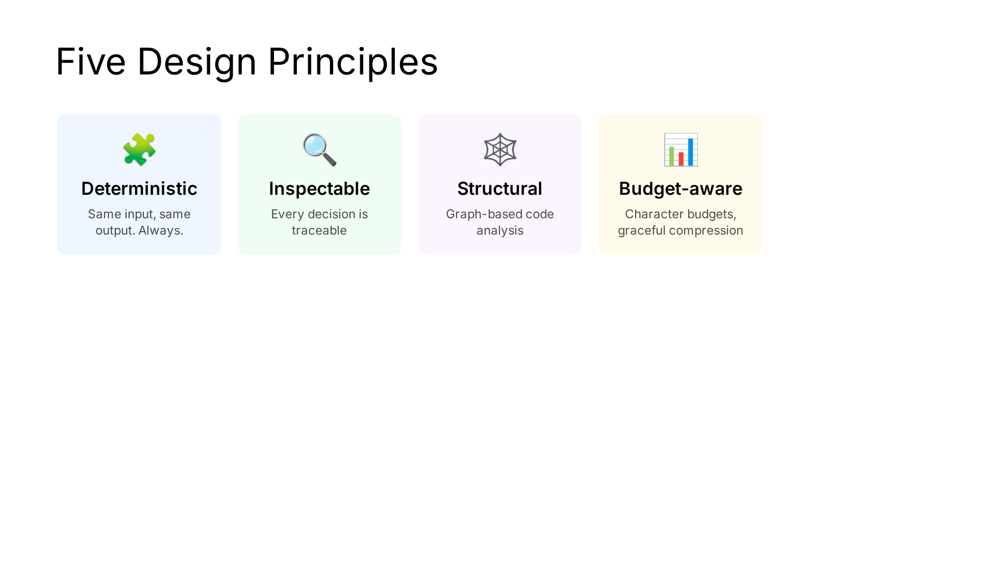 Five Design Principles
Deterministic
Same input, same
output. Always.
Inspectable
Every decision is
traceable
Structural
Graph-based code
analysis
Budget-aware
Character budgets,
graceful compression